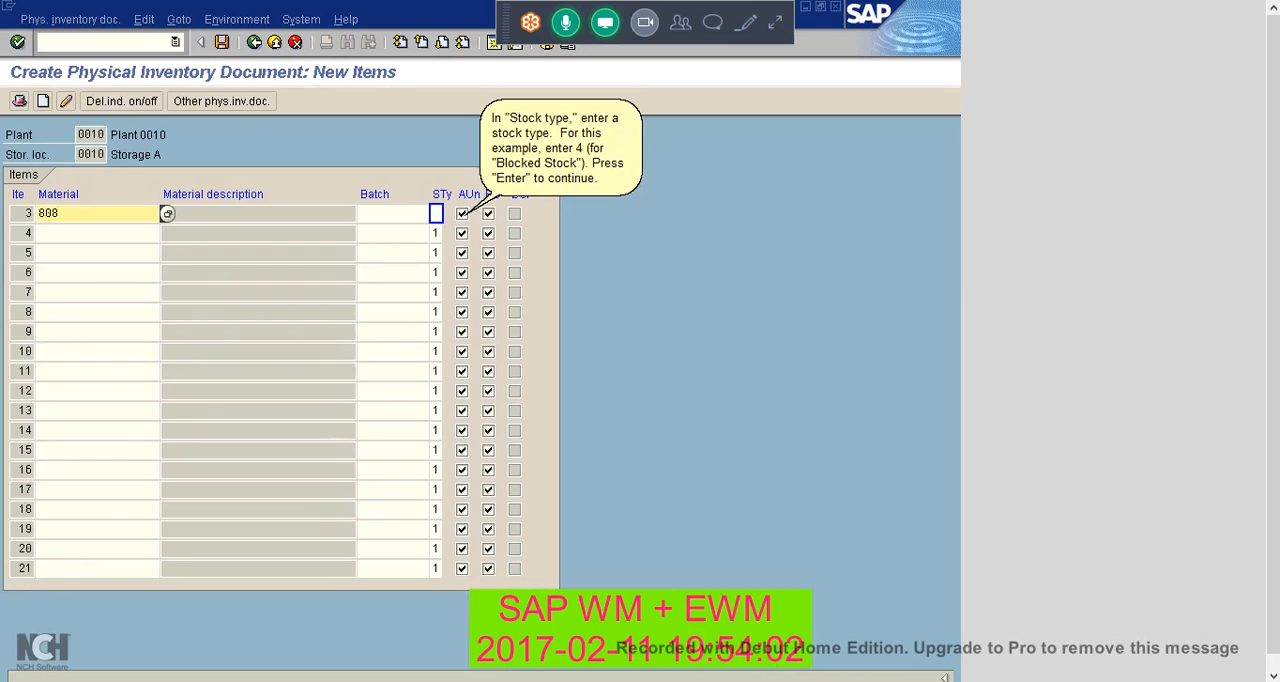 Phys. inventory doc. Edit Goto Environment System Help
SAP
Create Physical Inventory Document: New Items
Del.ind. on/off Other phys.inv.doc.
In "Stock type," enter a
stock type. For this
example, enter 4 (for
"Blocked Stock"). Press
"Enter" to continue.
Plant 0010 Plant 0010
Stor. loc. 0010 Storage A
Items
Ite Material Material description Batch STy AUn
3 808
4 1
5 1
6 1
7 1
8 1
9 1
10 1
11 1
12 1
13 1
14 1
15 1
16 1
17 1
18 1
19 1
20 1
21 1
SAP WM + EWM
2017-02-11 19:54:02
Recorded with Debut Home Edition. Upgrade to Pro to remove this message
NCH
NCH Software